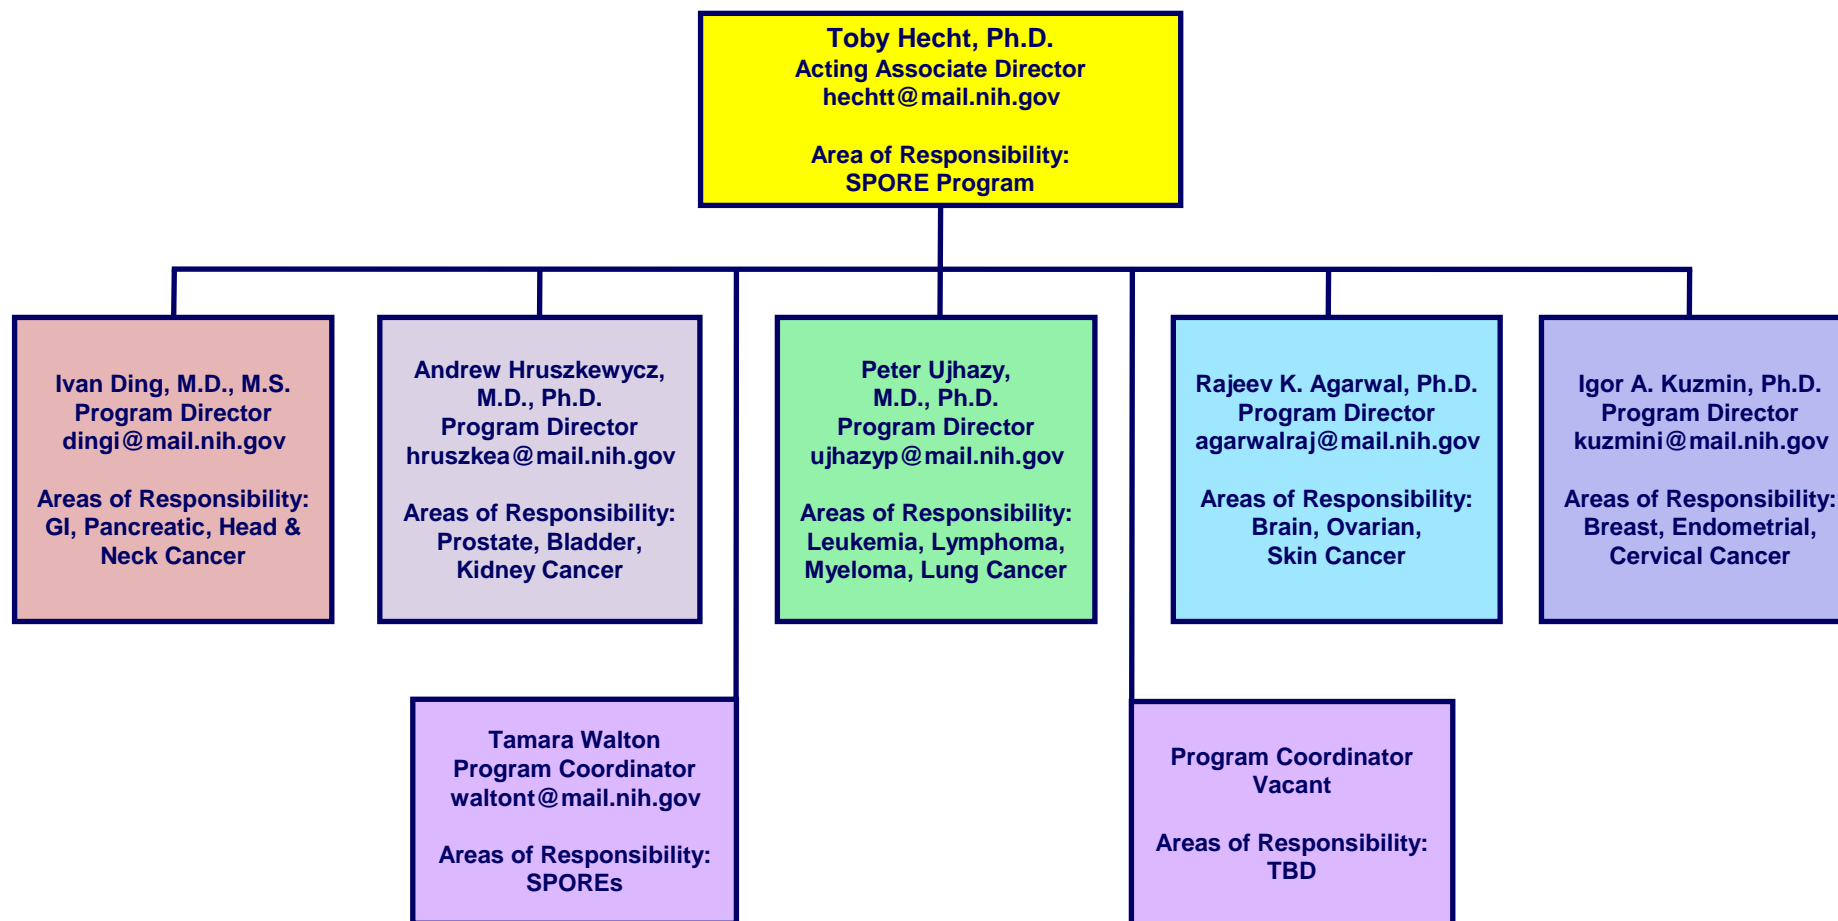 Toby Hecht, Ph.D.
Acting Associate Director
hechtt@mail.nih.gov
Area of Responsibility:
SPORE Program
Ivan Ding, M.D., M.S.
Program Director
dingi@mail.nih.gov
Areas of Responsibility:
GI, Pancreatic, Head &
Neck Cancer
Andrew Hruszkewycz,
M.D., Ph.D.
Program Director
hruszkea@mail.nih.gov
Areas of Responsibility:
Prostate, Bladder,
Kidney Cancer
Peter Ujhazy,
M.D., Ph.D.
Program Director
ujhazyp@mail.nih.gov
Areas of Responsibility:
Leukemia, Lymphoma,
Myeloma, Lung Cancer
Rajeev K. Agarwal, Ph.D.
Program Director
agarwalraj@mail.nih.gov
Areas of Responsibility:
Brain, Ovarian,
Skin Cancer
Igor A. Kuzmin, Ph.D.
Program Director
kuzmini@mail.nih.gov
Areas of Responsibility:
Breast, Endometrial,
Cervical Cancer
Tamara Walton
Program Coordinator
waltont@mail.nih.gov
Areas of Responsibility:
SPOREs
Program Coordinator
Vacant
Areas of Responsibility:
TBD